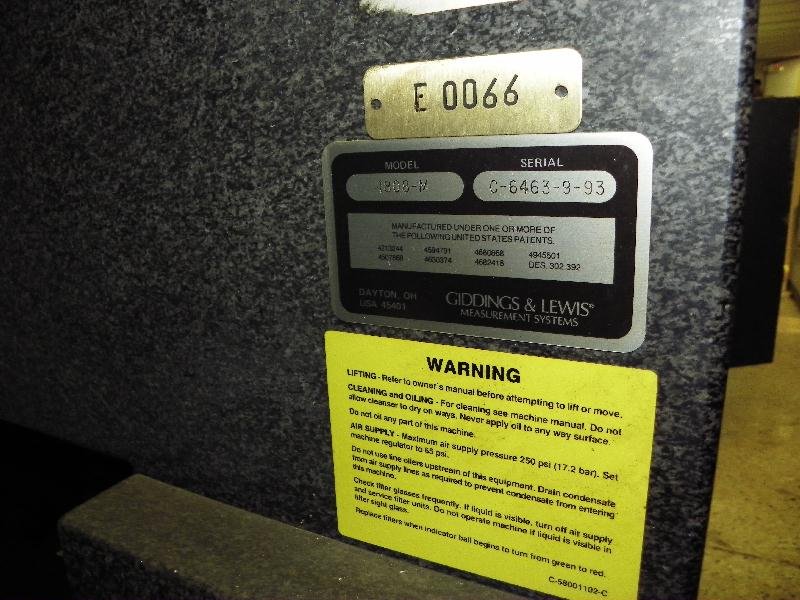 E 0066
MODEL SERIAL
1808-M C-6463-9-93
MANUFACTURED UNDER ONE OR MORE OF
THE FOLLOWING UNITED STATES PATENTS.
4213244 4594791 4660868 4945501
4507868 4650374 4682418 DES. 302 392
DAYTON, OH
USA 45401
GIDDINGS & LEWIS®
MEASUREMENT SYSTEMS
WARNING
LIFTING - Refer to owner's manual before attempting to lift or move.
CLEANING and OILING - For cleaning see machine manual. Do not
allow cleanser to dry on ways. Never apply oil to any way surface.
Do not oil any part of this machine.
AIR SUPPLY - Maximum air supply pressure 250 psi (17.2 bar). Set
machine regulator to 65 psi.
Do not use line oilers upstream of this equipment. Drain condensate
from air supply lines as required to prevent condensate from entering
this machine.
Check filter glasses frequently. If liquid is visible, turn off air supply
and service filter units. Do not operate machine if liquid is visible in
filter sight glass.
Replace filters when indicator ball begins to turn from green to red.
C-58001102-C